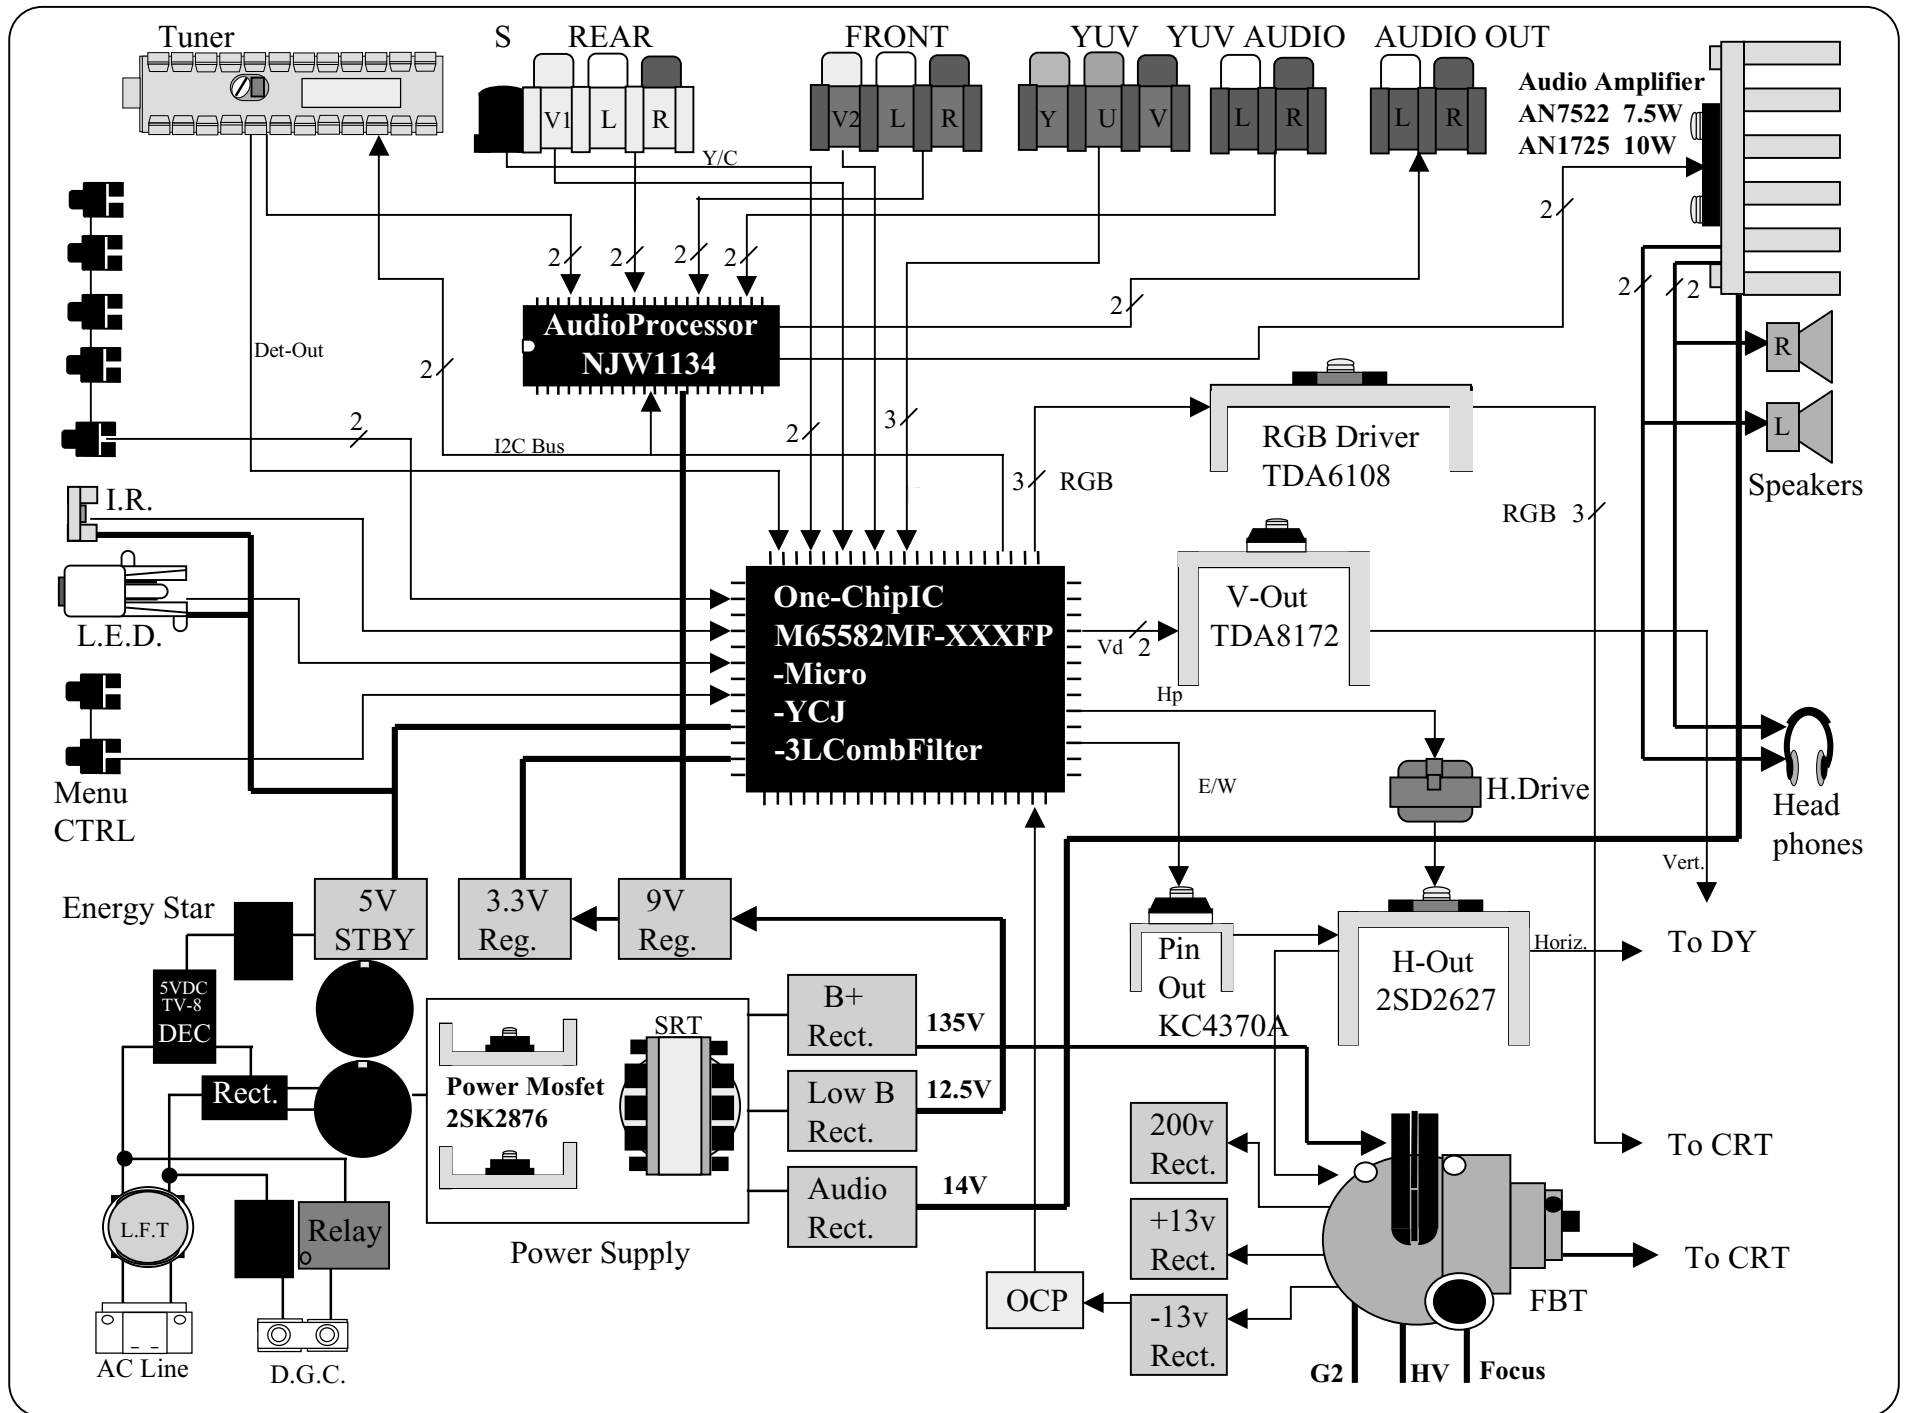 Tuner
S REAR FRONT YUV YUV AUDIO AUDIO OUT
Audio Amplifier
AN7522 7.5W
AN1725 10W
V1 L R
V2 L R
Y U V
L R
L R
Y/C
2
2 2 2 2
2 2
2
AudioProcessor
NJW1134
Det-Out
2
R
L
Speakers
2
I2C Bus
2
3
RGB Driver
TDA6108
3 RGB
RGB 3
I.R.
L.E.D.
One-ChipIC
M65582MF-XXXFP
-Micro
-YCJ
-3LCombFilter
V-Out
TDA8172
Vd 2
Hp
E/W
H.Drive
Menu
CTRL
Head
phones
Vert.
Energy Star
5V
STBY
3.3V
Reg.
9V
Reg.
Pin
Out
KC4370A
H-Out
2SD2627
Horiz.
To DY
5VDC
TV-8
DEC
Rect.
SRT
Power Mosfet
2SK2876
Power Supply
B+
Rect.
135V
Low B
Rect.
12.5V
Audio
Rect.
14V
200v
Rect.
+13v
Rect.
-13v
Rect.
OCP
To CRT
To CRT
FBT
G2 HV Focus
L.F.T
Relay
AC Line
D.G.C.